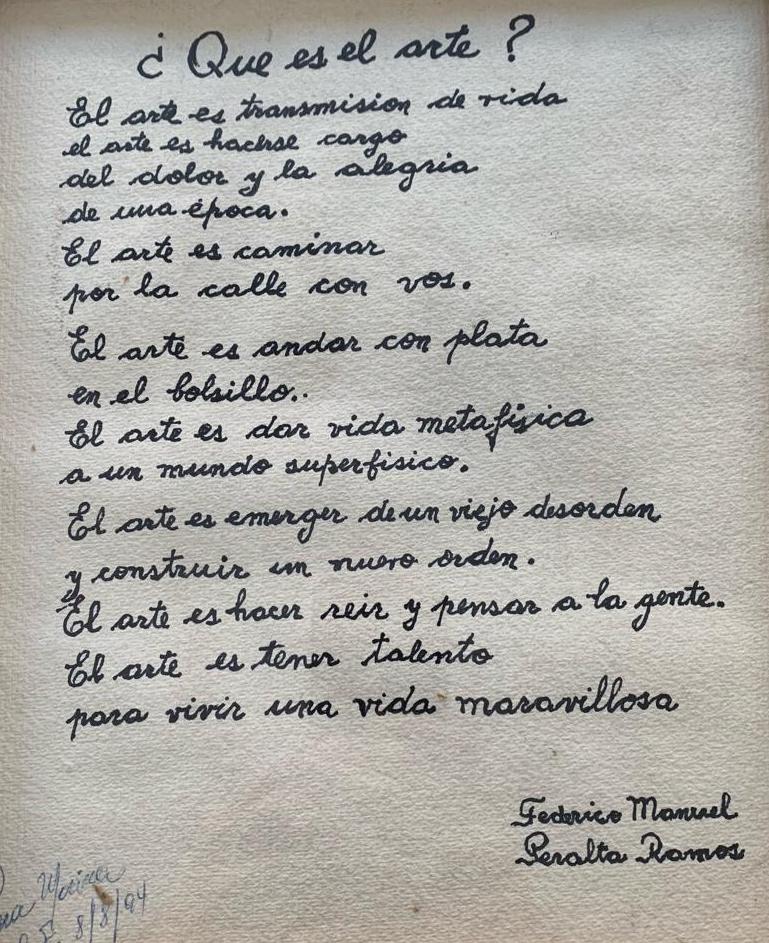 ¿ Que es el arte ?
El arte es transmision de vida
el arte es hacerse cargo
del dolor y la alegria
de una época.
El arte es caminar
por la calle con vos.
El arte es andar con plata
en el bolsillo..
El arte es dar vida metafisica
a un mundo superfisico.
El arte es emerger de un viejo desorden
y construir un nuevo orden.
El arte es hacer reir y pensar a la gente.
El arte es tener talento
para vivir una vida maravillosa
Federico Manuel
Peralta Ramos
8/8/94